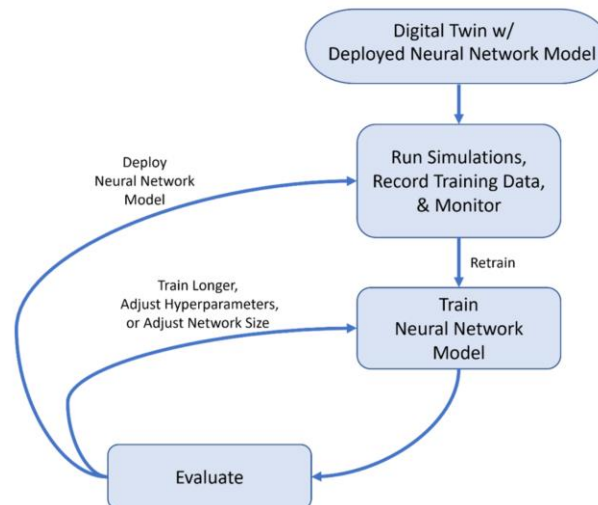 Digital Twin w/
Deployed Neural Network Model
Run Simulations,
Record Training Data,
& Monitor
Deploy
Neural Network
Model
Retrain
Train Longer,
Adjust Hyperparameters,
or Adjust Network Size
Train
Neural Network
Model
Evaluate